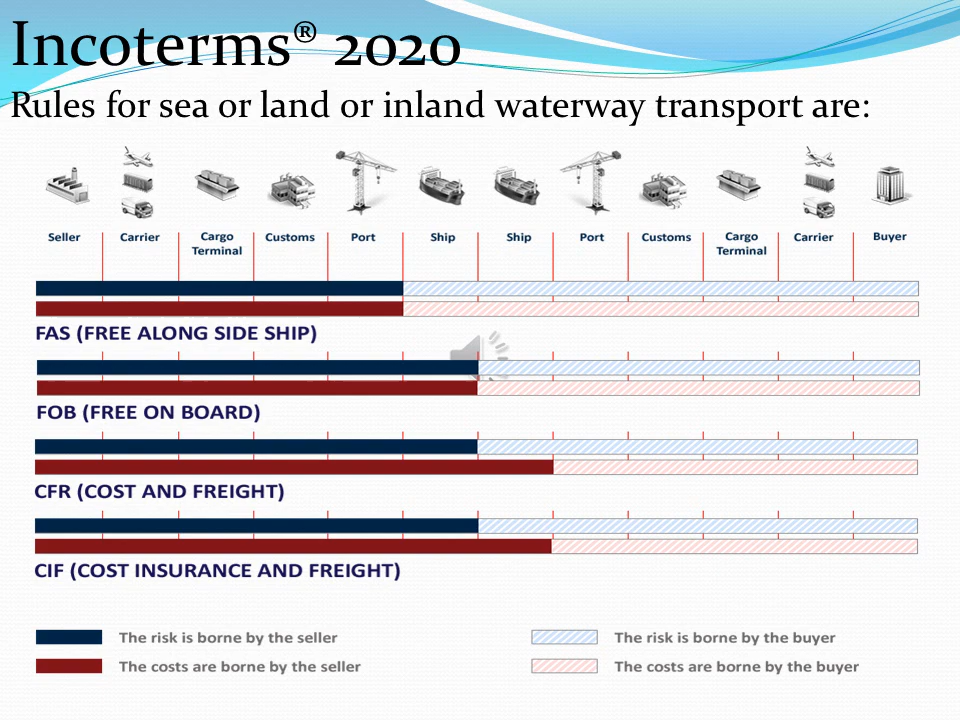 Incoterms® 2020
Rules for sea or land or inland waterway transport are:
Seller Carrier Cargo Terminal Customs Port Ship Ship Port Customs Cargo Terminal Carrier Buyer
FAS (FREE ALONG SIDE SHIP)
FOB (FREE ON BOARD)
CFR (COST AND FREIGHT)
CIF (COST INSURANCE AND FREIGHT)
The risk is borne by the seller The risk is borne by the buyer
The costs are borne by the seller The costs are borne by the buyer